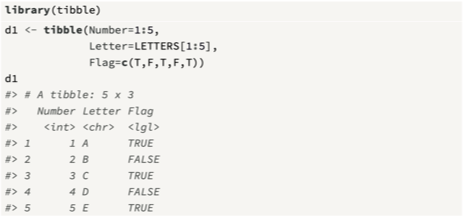 library(tibble)
d1 <- tibble(Number=1:5,
Letter=LETTERS[1:5],
Flag=c(T,F,T,F,T))
d1
#> # A tibble: 5 x 3
#> Number Letter Flag
#> <int> <chr> <lgl>
#> 1 1 A TRUE
#> 2 2 B FALSE
#> 3 3 C TRUE
#> 4 4 D FALSE
#> 5 5 E TRUE